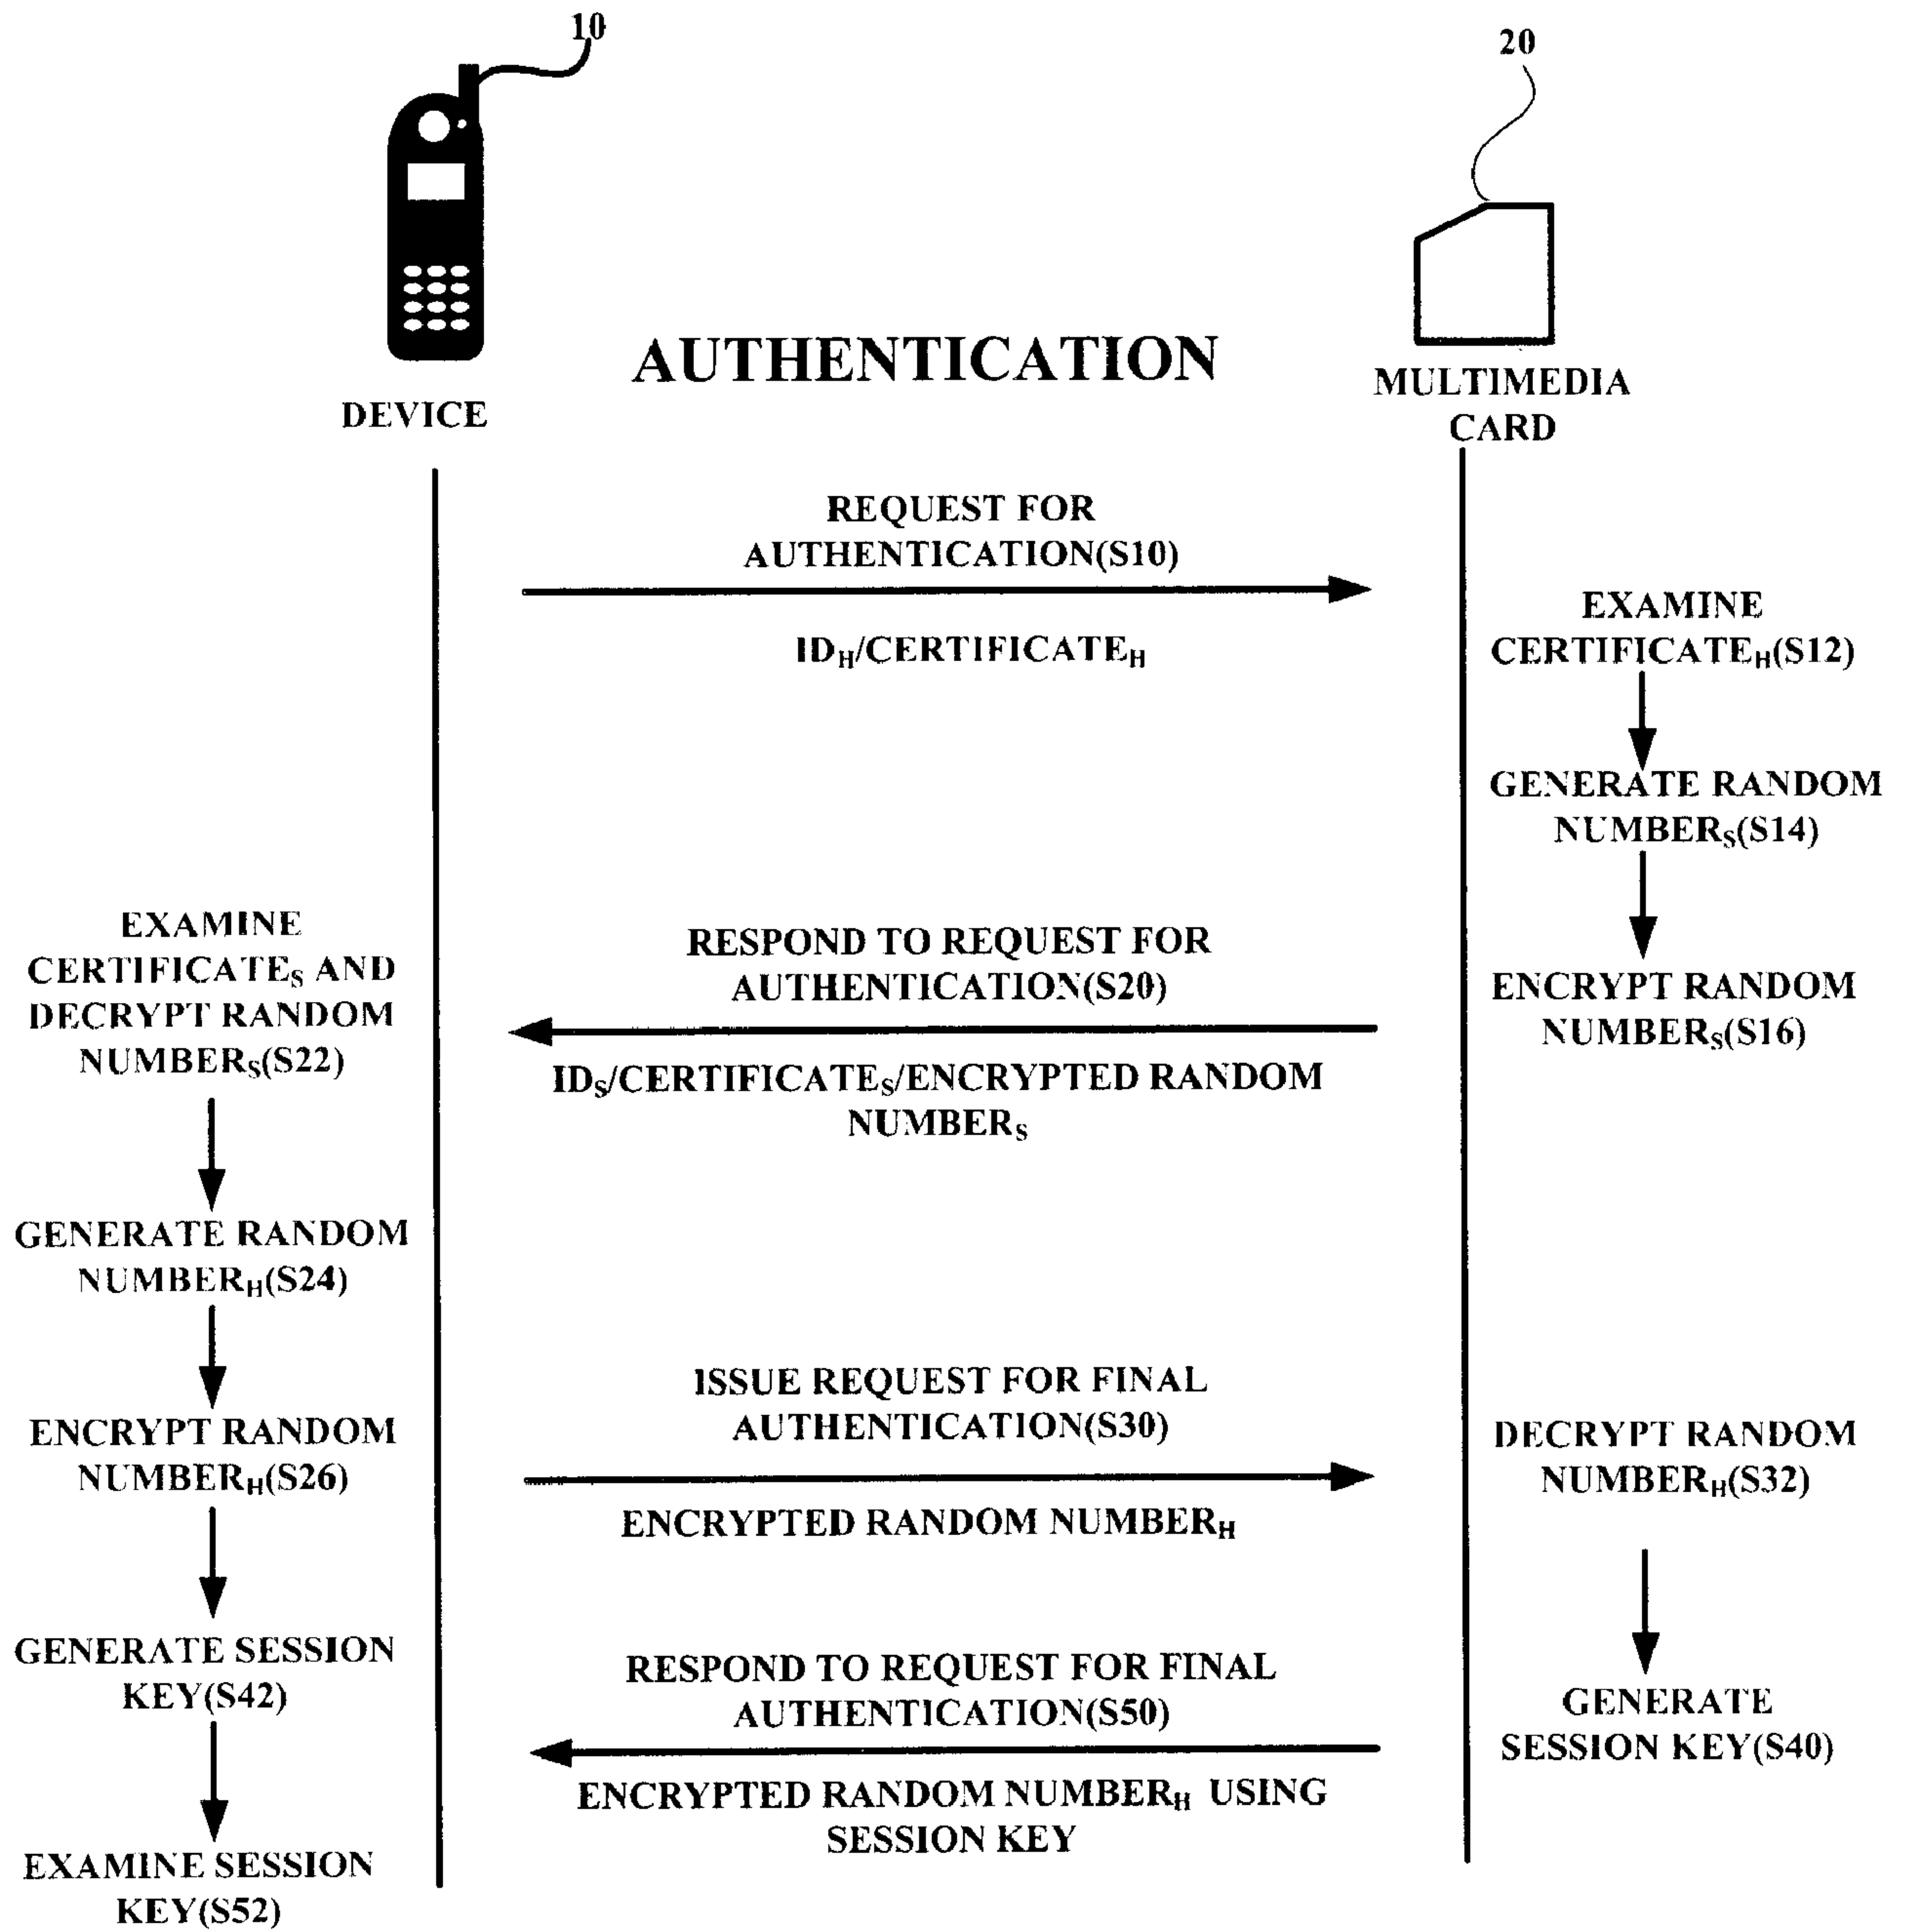 10
20
AUTHENTICATION
DEVICE
MULTIMEDIA
CARD
REQUEST FOR
AUTHENTICATION(S10)
IDH/CERTIFICATEH
EXAMINE
CERTIFICATEH(S12)
GENERATE RANDOM
NUMBERS(S14)
ENCRYPT RANDOM
NUMBERS(S16)
RESPOND TO REQUEST FOR
AUTHENTICATION(S20)
IDS/CERTIFICATES/ENCRYPTED RANDOM
NUMBERS
EXAMINE
CERTIFICATES AND
DECRYPT RANDOM
NUMBERS(S22)
GENERATE RANDOM
NUMBERH(S24)
ENCRYPT RANDOM
NUMBERH(S26)
ISSUE REQUEST FOR FINAL
AUTHENTICATION(S30)
ENCRYPTED RANDOM NUMBERH
DECRYPT RANDOM
NUMBERH(S32)
GENERATE SESSION
KEY(S42)
GENERATE
SESSION KEY(S40)
RESPOND TO REQUEST FOR FINAL
AUTHENTICATION(S50)
ENCRYPTED RANDOM NUMBERH USING
SESSION KEY
EXAMINE SESSION
KEY(S52)